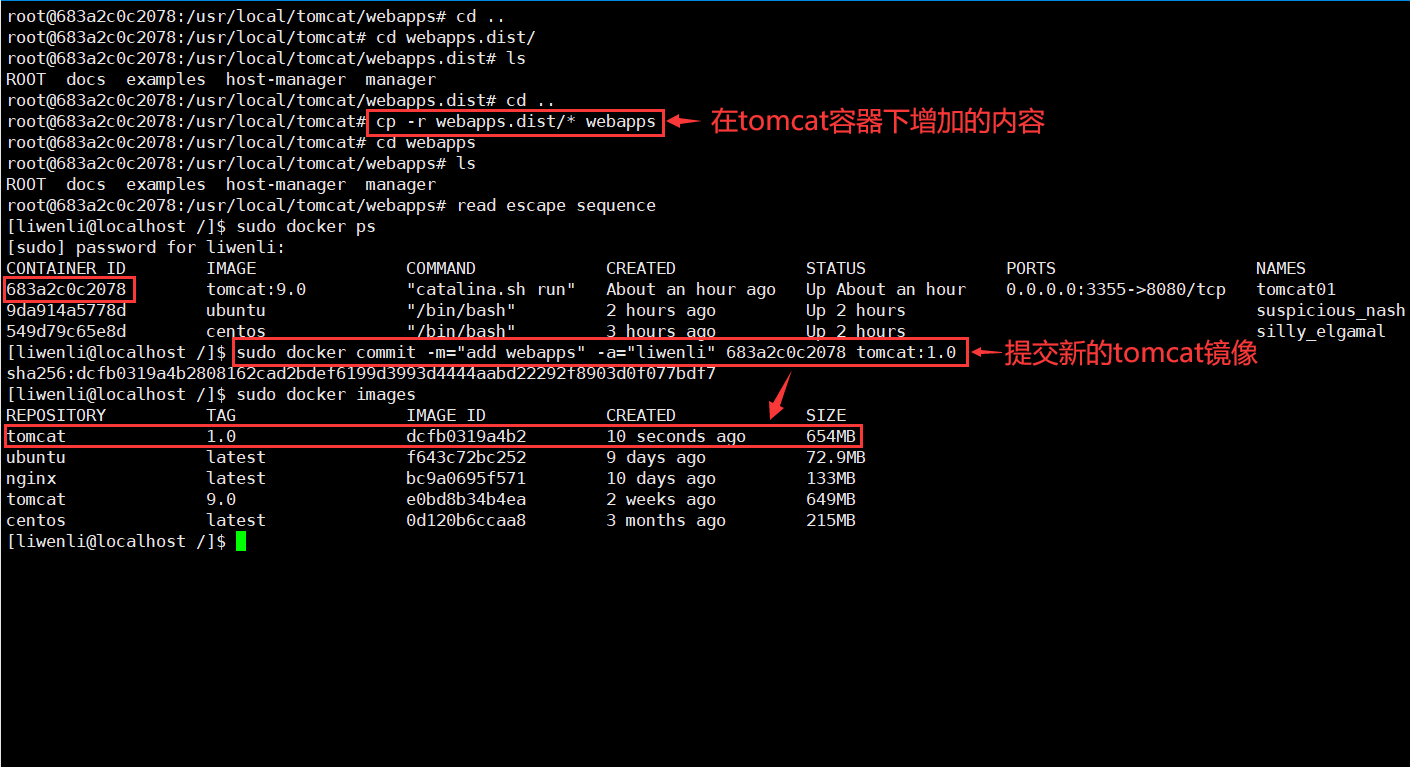 root@683a2c0c2078:/usr/local/tomcat/webapps# cd ..
root@683a2c0c2078:/usr/local/tomcat# cd webapps.dist/
root@683a2c0c2078:/usr/local/tomcat/webapps.dist# ls
ROOT  docs  examples  host-manager  manager
root@683a2c0c2078:/usr/local/tomcat/webapps.dist# cd ..
root@683a2c0c2078:/usr/local/tomcat# cp -r webapps.dist/* webapps 在tomcat容器下增加的内容
root@683a2c0c2078:/usr/local/tomcat# cd webapps
root@683a2c0c2078:/usr/local/tomcat/webapps# ls
ROOT  docs  examples  host-manager  manager
root@683a2c0c2078:/usr/local/tomcat/webapps# read escape sequence
[liwenli@localhost /]$ sudo docker ps
[sudo] password for liwenli:
CONTAINER ID        IMAGE               COMMAND             CREATED             STATUS              PORTS                    NAMES
683a2c0c2078        tomcat:9.0          "catalina.sh run"   About an hour ago   Up About an hour    0.0.0.0:3355->8080/tcp   tomcat01
9da914a5778d        ubuntu              "/bin/bash"         2 hours ago         Up 2 hours                                   suspicious_nash
549d79c65e8d        centos              "/bin/bash"         3 hours ago         Up 2 hours                                   silly_elgamal
[liwenli@localhost /]$ sudo docker commit -m="add webapps" -a="liwenli" 683a2c0c2078 tomcat:1.0 提交新的tomcat镜像
sha256:dcfb0319a4b2808162cad2bdef6199d3993d4444aabd22292f8903d0f077bdf7
[liwenli@localhost /]$ sudo docker images
REPOSITORY          TAG                 IMAGE ID            CREATED             SIZE
tomcat              1.0                 dcfb0319a4b2        10 seconds ago      654MB
ubuntu              latest              f643c72bc252        9 days ago          72.9MB
nginx               latest              bc9a0695f571        10 days ago         133MB
tomcat              9.0                 e0bd8b34b4ea        2 weeks ago         649MB
centos              latest              0d120b6ccaa8        3 months ago        215MB
[liwenli@localhost /]$